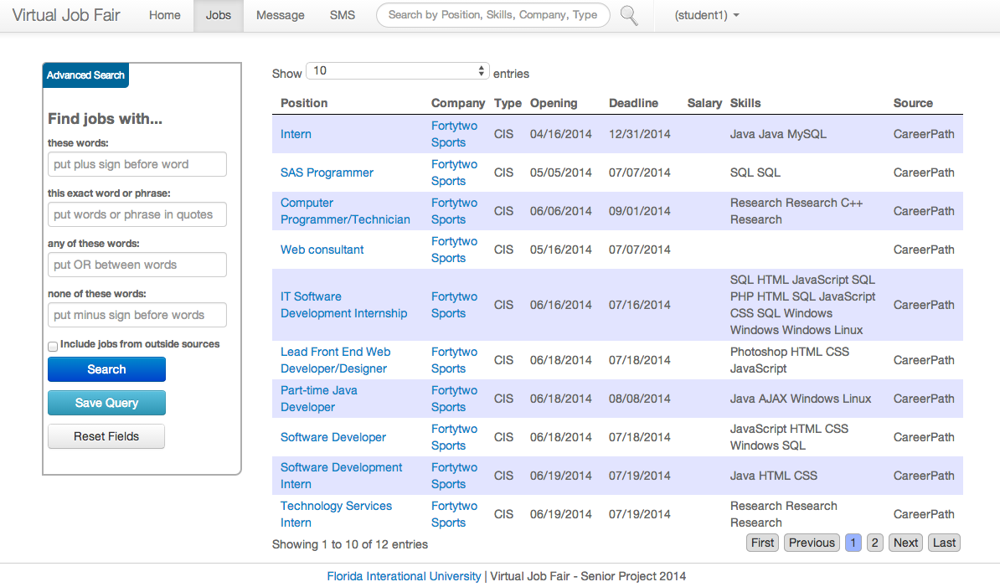 Virtual Job Fair Home Jobs Message SMS Search by Position, Skills, Company, Type (student1)
Advanced Search
Find jobs with...
these words:
put plus sign before word
this exact word or phrase:
put words or phrase in quotes
any of these words:
put OR between words
none of these words:
put minus sign before words
Include jobs from outside sources
Search
Save Query
Reset Fields
Show 10 entries
Position Company Type Opening Deadline Salary Skills Source
Intern Fortytwo Sports CIS 04/16/2014 12/31/2014 Java Java MySQL CareerPath
SAS Programmer Fortytwo Sports CIS 05/05/2014 07/07/2014 SQL SQL CareerPath
Computer Programmer/Technician Fortytwo Sports CIS 06/06/2014 09/01/2014 Research Research C++ Research CareerPath
Web consultant Fortytwo Sports CIS 05/16/2014 07/07/2014 CareerPath
IT Software Development Internship Fortytwo Sports CIS 06/16/2014 07/16/2014 SQL HTML JavaScript SQL PHP HTML SQL JavaScript CSS SQL Windows Windows Windows Linux CareerPath
Lead Front End Web Developer/Designer Fortytwo Sports CIS 06/18/2014 07/18/2014 Photoshop HTML CSS JavaScript CareerPath
Part-time Java Developer Fortytwo Sports CIS 06/18/2014 08/08/2014 Java AJAX Windows Linux CareerPath
Software Developer Fortytwo Sports CIS 06/18/2014 07/18/2014 JavaScript HTML CSS Windows SQL CareerPath
Software Development Intern Fortytwo Sports CIS 06/19/2014 07/19/2014 Java HTML CSS CareerPath
Technology Services Intern Fortytwo Sports CIS 06/19/2014 07/19/2014 Research Research Research CareerPath
Showing 1 to 10 of 12 entries First Previous 1 2 Next Last
Florida Interational University | Virtual Job Fair - Senior Project 2014